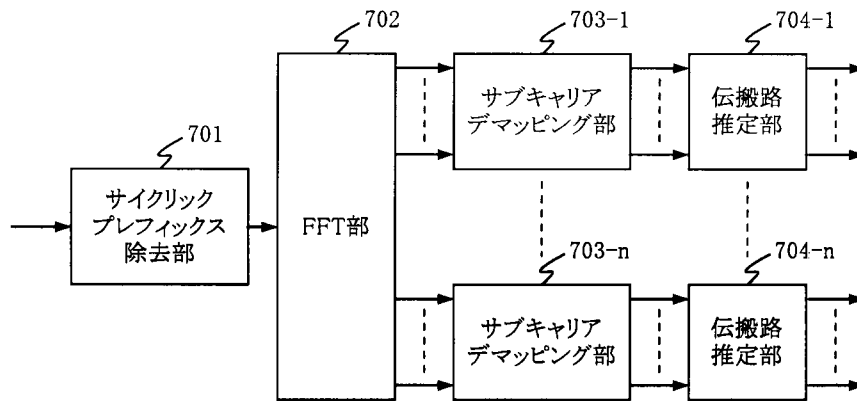 702
703-1
704-1
サブキャリア
デマッピング部
伝搬路
推定部
701
サイクリック
プレフィックス
除去部
FFT部
703-n
704-n
サブキャリア
デマッピング部
伝搬路
推定部